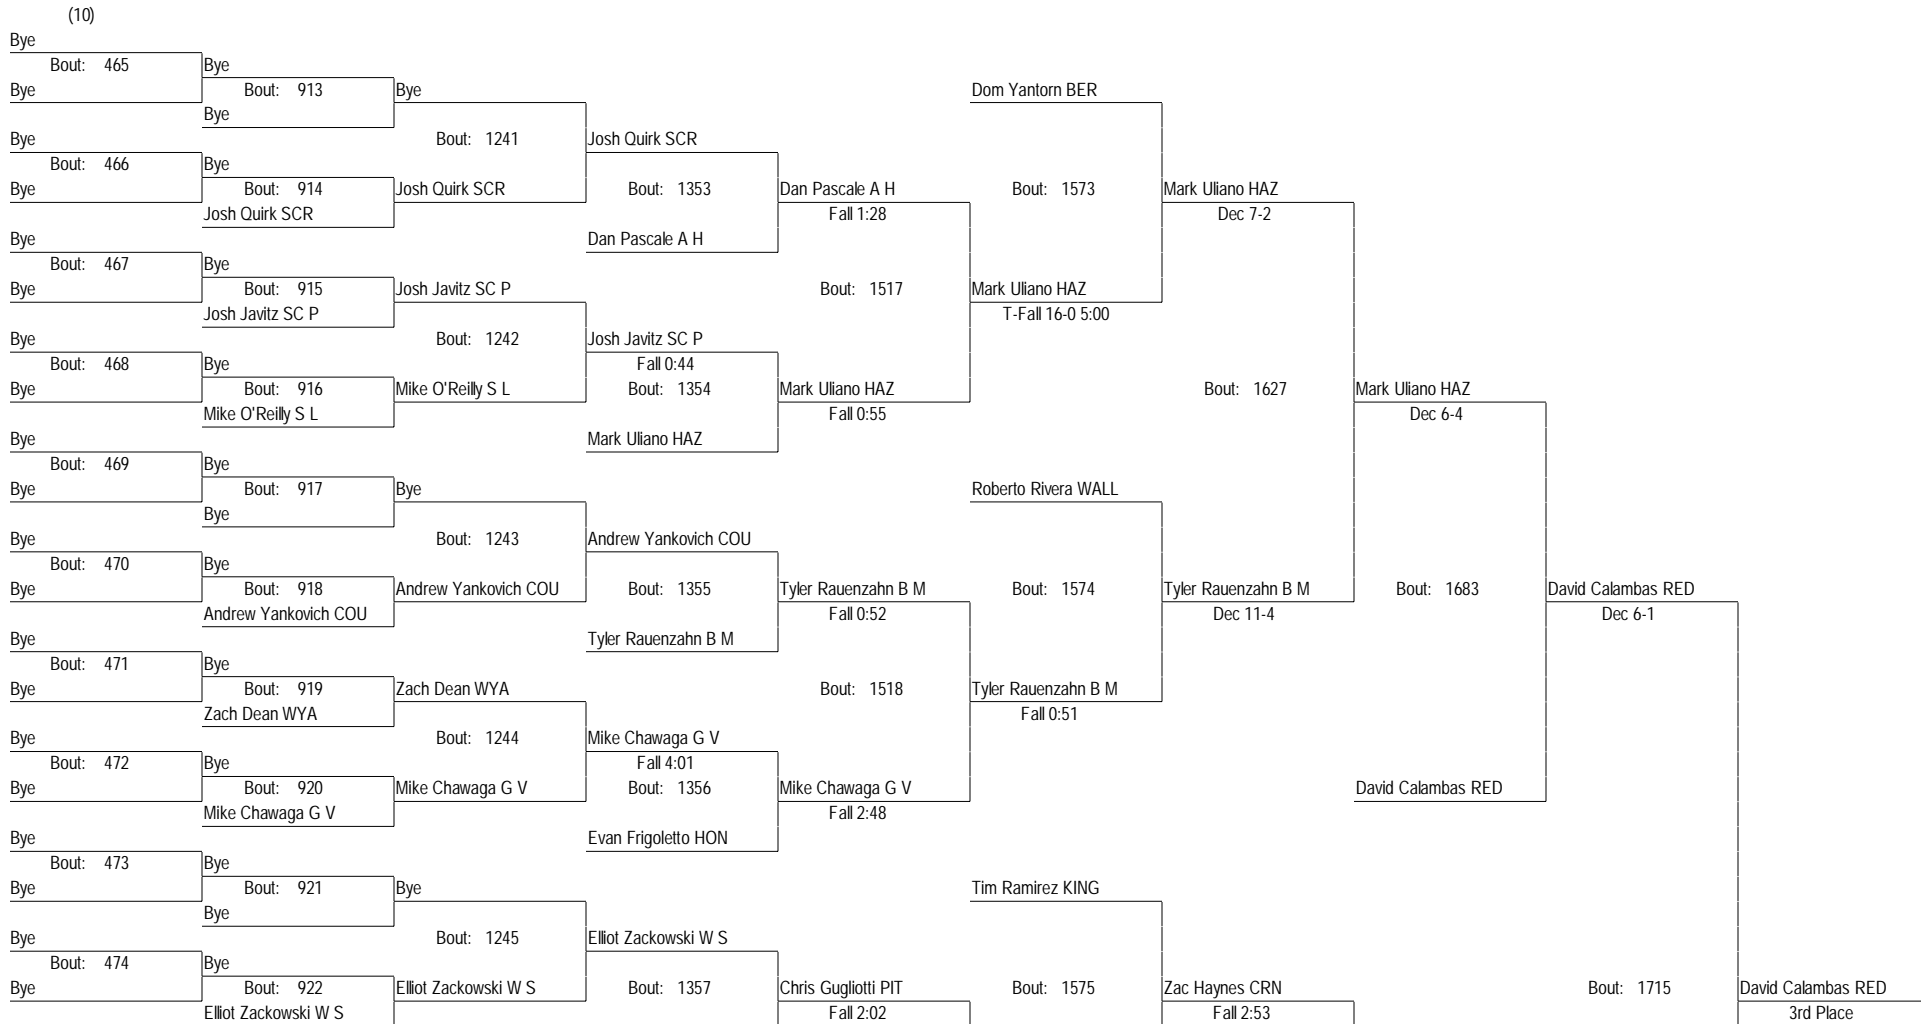 (10)
Bye
Bout: 465 Bye
Bye Bout: 913 Bye Dom Yantorn BER
Bye
Bye Bout: 1241 Josh Quirk SCR
Bout: 466 Bye
Bye Bout: 914 Josh Quirk SCR Bout: 1353 Dan Pascale A H Bout: 1573 Mark Uliano HAZ
Josh Quirk SCR Fall 1:28 Dec 7-2
Bye Dan Pascale A H
Bout: 467 Bye
Bye Bout: 915 Josh Javitz SC P Bout: 1517 Mark Uliano HAZ
Josh Javitz SC P T-Fall 16-0 5:00
Bye Bout: 1242 Josh Javitz SC P
Bout: 468 Bye Fall 0:44
Bye Bout: 916 Mike O'Reilly S L Bout: 1354 Mark Uliano HAZ Bout: 1627 Mark Uliano HAZ
Mike O'Reilly S L Fall 0:55 Dec 6-4
Bye Mark Uliano HAZ
Bout: 469 Bye
Bye Bout: 917 Bye Roberto Rivera WALL
Bye
Bye Bout: 1243 Andrew Yankovich COU
Bout: 470 Bye
Bye Bout: 918 Andrew Yankovich COU Bout: 1355 Tyler Rauenzahn B M Bout: 1574 Tyler Rauenzahn B M Bout: 1683 David Calambas RED
Andrew Yankovich COU Fall 0:52 Dec 11-4 Dec 6-1
Bye Tyler Rauenzahn B M
Bout: 471 Bye
Bye Bout: 919 Zach Dean WYA Bout: 1518 Tyler Rauenzahn B M
Zach Dean WYA Fall 0:51
Bye Bout: 1244 Mike Chawaga G V
Bout: 472 Bye Fall 4:01
Bye Bout: 920 Mike Chawaga G V Bout: 1356 Mike Chawaga G V David Calambas RED
Mike Chawaga G V Fall 2:48
Bye Evan Frigoletto HON
Bout: 473 Bye
Bye Bout: 921 Bye Tim Ramirez KING
Bye
Bye Bout: 1245 Elliot Zackowski W S
Bout: 474 Bye
Bye Bout: 922 Elliot Zackowski W S Bout: 1357 Chris Gugliotti PIT Bout: 1575 Zac Haynes CRN Bout: 1715 David Calambas RED
Elliot Zackowski W S Fall 2:02 Fall 2:53 3rd Place